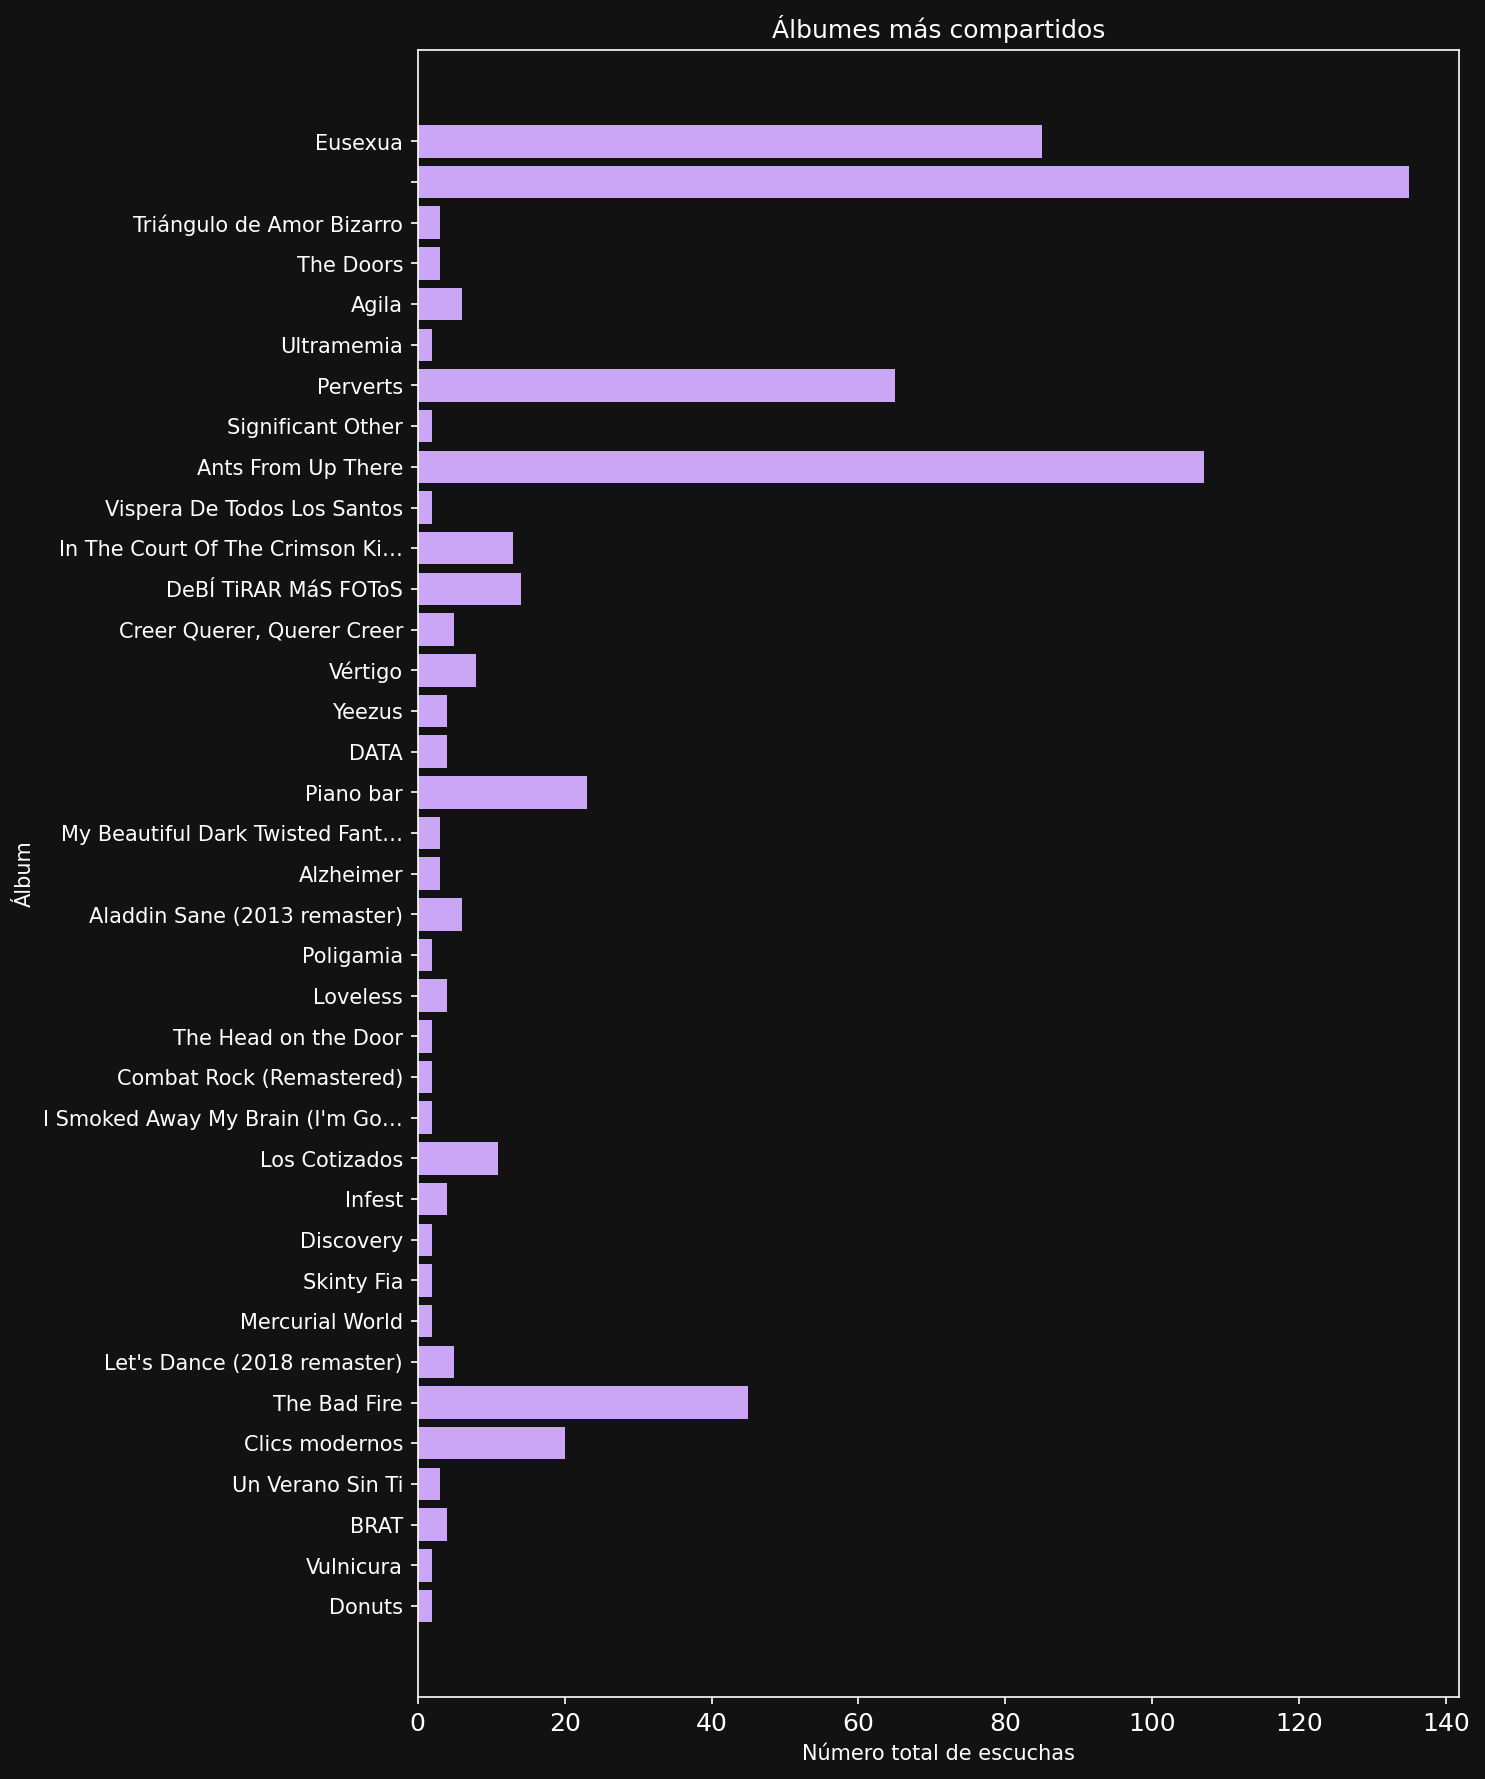 Álbumes más compartidos
Eusexua
Triángulo de Amor Bizarro
The Doors
Agila
Ultramemia
Perverts
Significant Other
Ants From Up There
Vispera De Todos Los Santos
In The Court Of The Crimson Ki…
DeBÍ TiRAR MáS FOToS
Creer Querer, Querer Creer
Vértigo
Yeezus
DATA
Piano bar
My Beautiful Dark Twisted Fant…
Alzheimer
Aladdin Sane (2013 remaster)
Poligamia
Loveless
The Head on the Door
Combat Rock (Remastered)
I Smoked Away My Brain (I'm Go…
Los Cotizados
Infest
Discovery
Skinty Fia
Mercurial World
Let's Dance (2018 remaster)
The Bad Fire
Clics modernos
Un Verano Sin Ti
BRAT
Vulnicura
Donuts
Álbum
0 20 40 60 80 100 120 140
Número total de escuchas